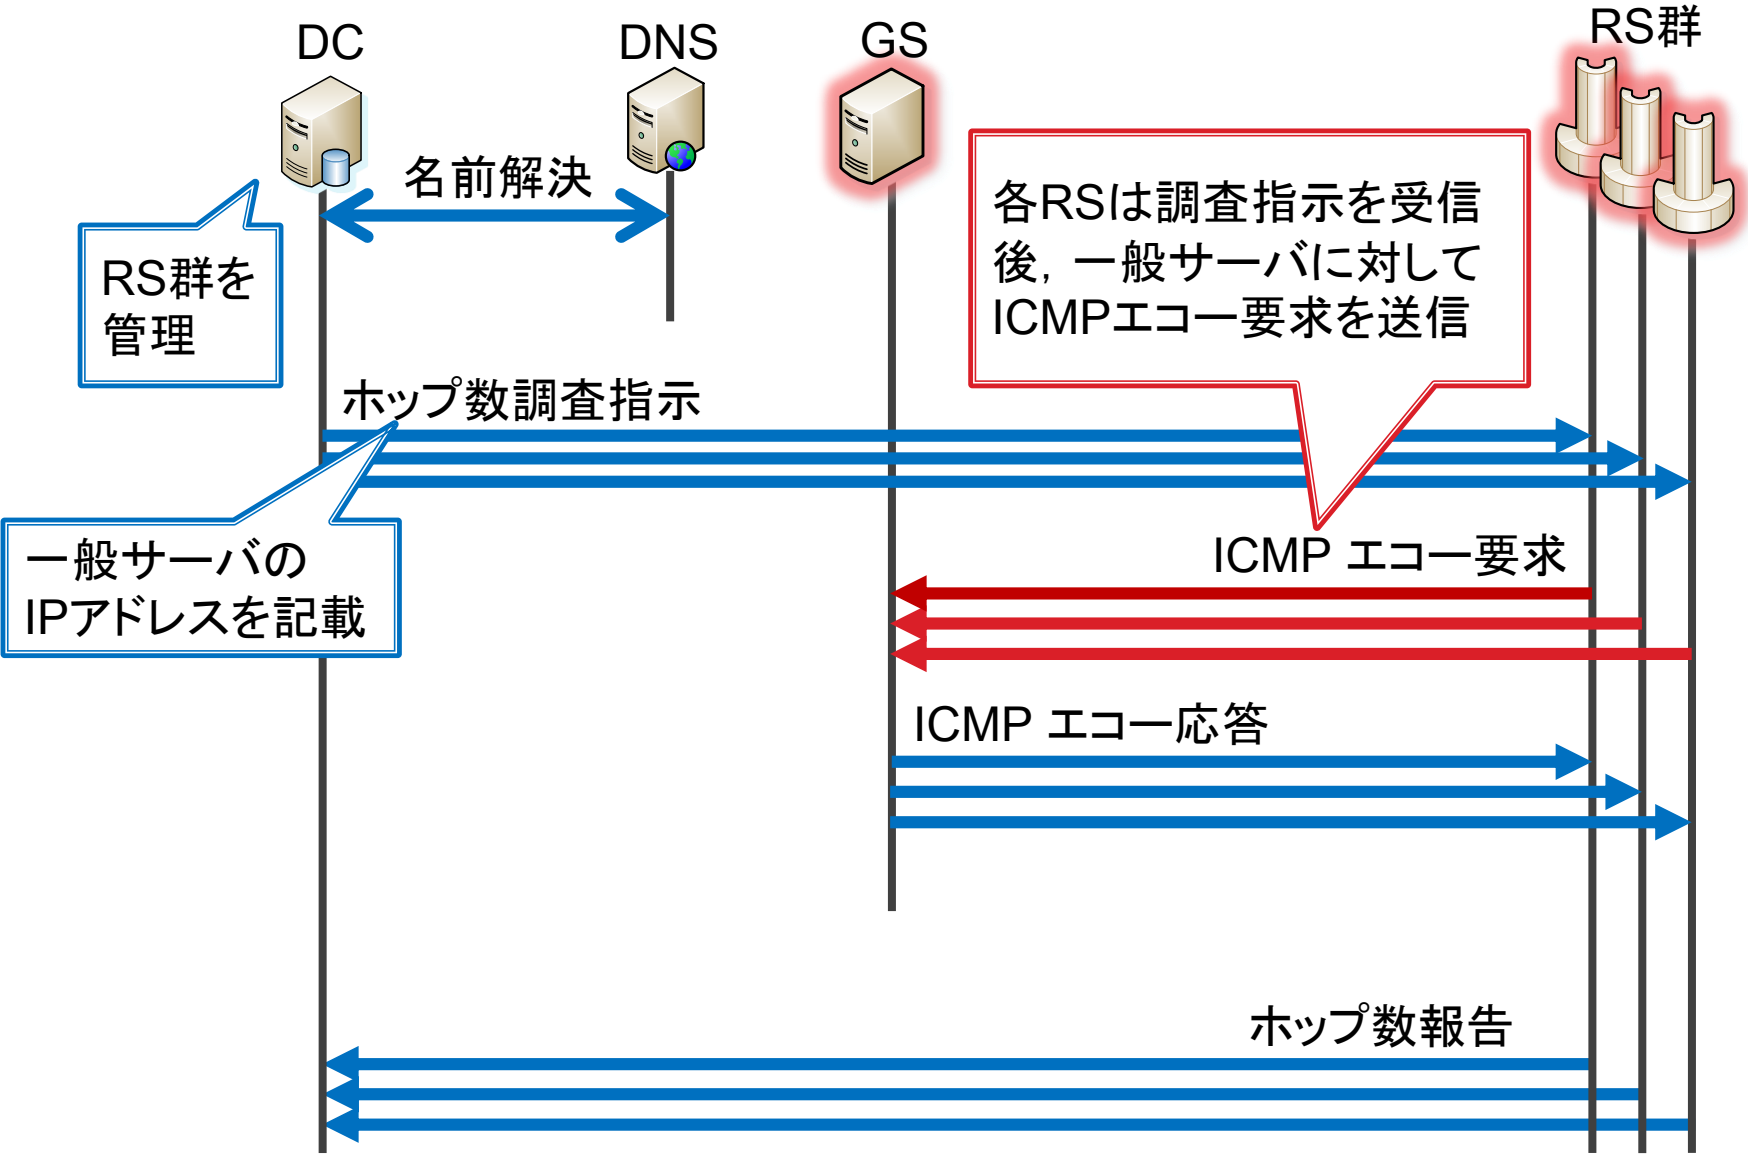 DC
DNS
GS
RS群
名前解決
RS群を
管理
各RSは調査指示を受信
後，一般サーバに対して
ICMPエコー要求を送信
ホップ数調査指示
一般サーバの
IPアドレスを記載
ICMP エコー要求
ICMP エコー応答
ホップ数報告